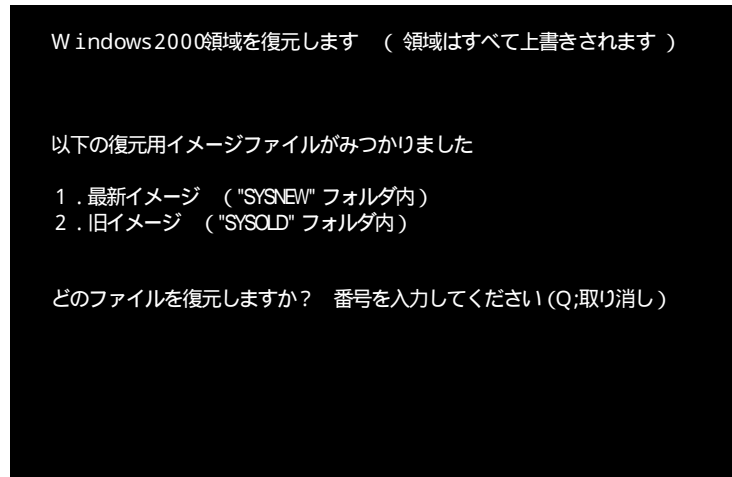 Windows2000領域を復元します （領域はすべて上書きされます）
以下の復元用イメージファイルがみつかりました
１．最新イメージ （"SYSNEW"フォルダ内）
２．旧イメージ （"SYSOLD"フォルダ内）
どのファイルを復元しますか？ 番号を入力してください(Q;取り消し)